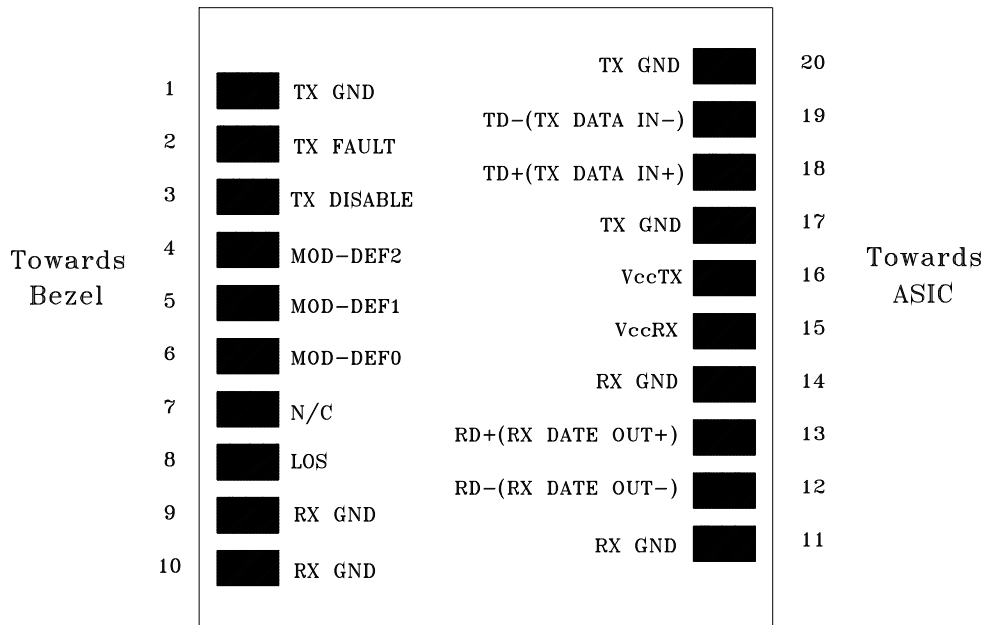 Towards
Bezel
1 TX GND
2 TX FAULT
3 TX DISABLE
4 MOD-DEF2
5 MOD-DEF1
6 MOD-DEF0
7 N/C
8 LOS
9 RX GND
10 RX GND
TX GND 20
TD-(TX DATA IN-) 19
TD+(TX DATA IN+) 18
TX GND 17
VccTX 16
VccRX 15
RX GND 14
RD+(RX DATE OUT+) 13
RD-(RX DATE OUT-) 12
RX GND 11
Towards
ASIC